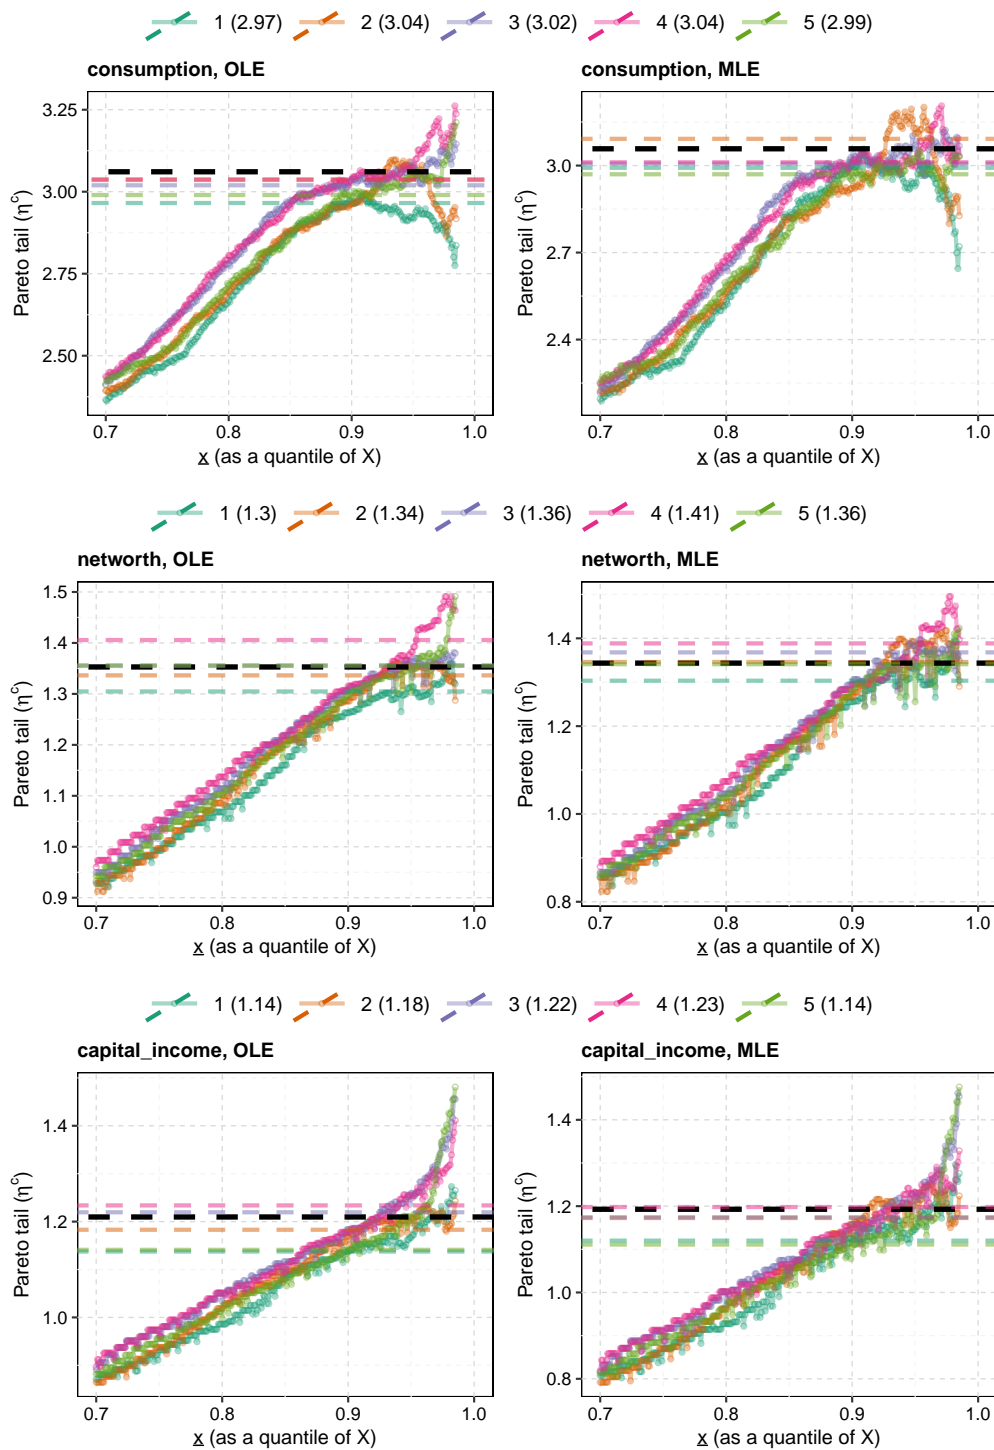 1 (2.97) 2 (3.04) 3 (3.02) 4 (3.04) 5 (2.99)
consumption, OLE
3.25
3.00
2.75
2.50
Pareto tail (ηᶜ)
0.7 0.8 0.9 1.0
x (as a quantile of X)
consumption, MLE
3.0
2.7
2.4
Pareto tail (ηᶜ)
0.7 0.8 0.9 1.0
x (as a quantile of X)
1 (1.3) 2 (1.34) 3 (1.36) 4 (1.41) 5 (1.36)
networth, OLE
1.5
1.4
1.3
1.2
1.1
1.0
0.9
Pareto tail (ηᶜ)
0.7 0.8 0.9 1.0
x (as a quantile of X)
networth, MLE
1.4
1.2
1.0
0.8
Pareto tail (ηᶜ)
0.7 0.8 0.9 1.0
x (as a quantile of X)
1 (1.14) 2 (1.18) 3 (1.22) 4 (1.23) 5 (1.14)
capital_income, OLE
1.4
1.2
1.0
Pareto tail (ηᶜ)
0.7 0.8 0.9 1.0
x (as a quantile of X)
capital_income, MLE
1.4
1.2
1.0
0.8
Pareto tail (ηᶜ)
0.7 0.8 0.9 1.0
x (as a quantile of X)